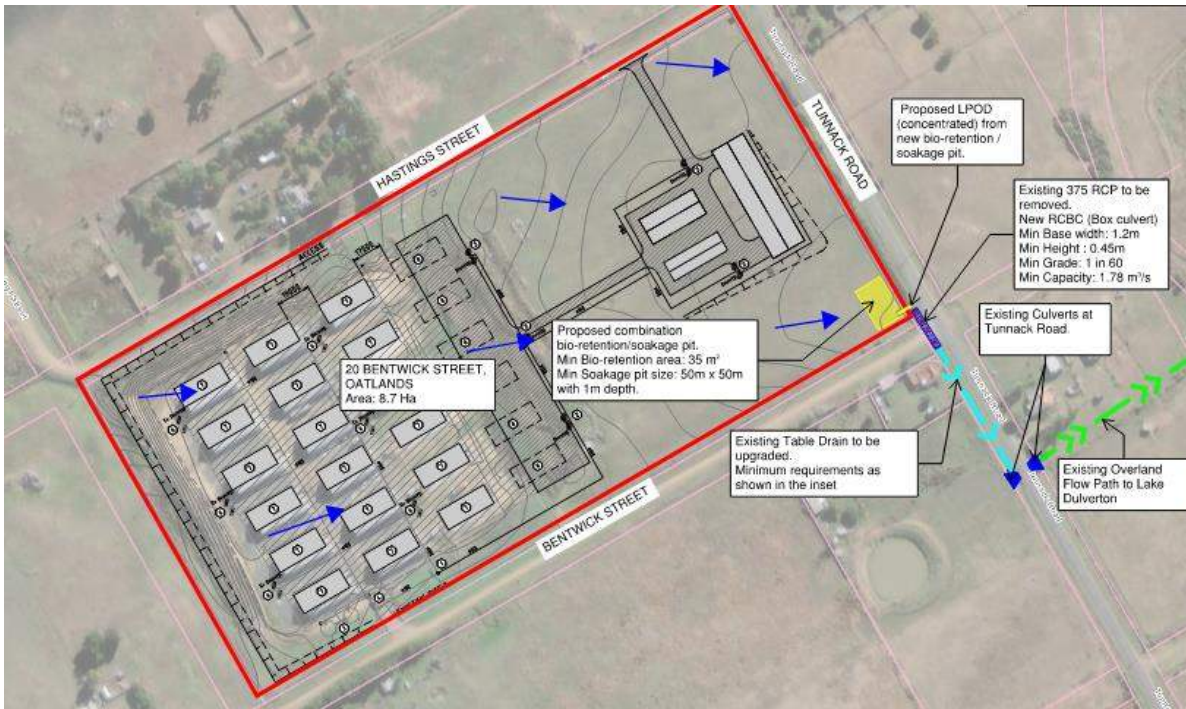 HASTINGS STREET
TUNNACK ROAD
Tunnack Road
Proposed LPOD
(concentrated) from
new bio-retention /
soakage pit.
Existing 375 RCP to be
removed.
New RCBC (Box culvert)
Min Base width: 1.2m
Min Height : 0.45m
Min Grade: 1 in 60
Min Capacity: 1.78 m³/s
Existing Culverts at
Tunnack Road
ACCESS
Proposed combination
bio-retention/soakage pit.
Min Bio-retention area: 35 m²
Min Soakage pit size: 50m x 50m
with 1m depth.
20 BENTWICK STREET,
OATLANDS
Area: 8.7 Ha
Existing Table Drain to be
upgraded.
Minimum requirements as
shown in the inset
Existing Overland
Flow Path to Lake
Dulverton
BENTWICK STREET
Tunnack Road